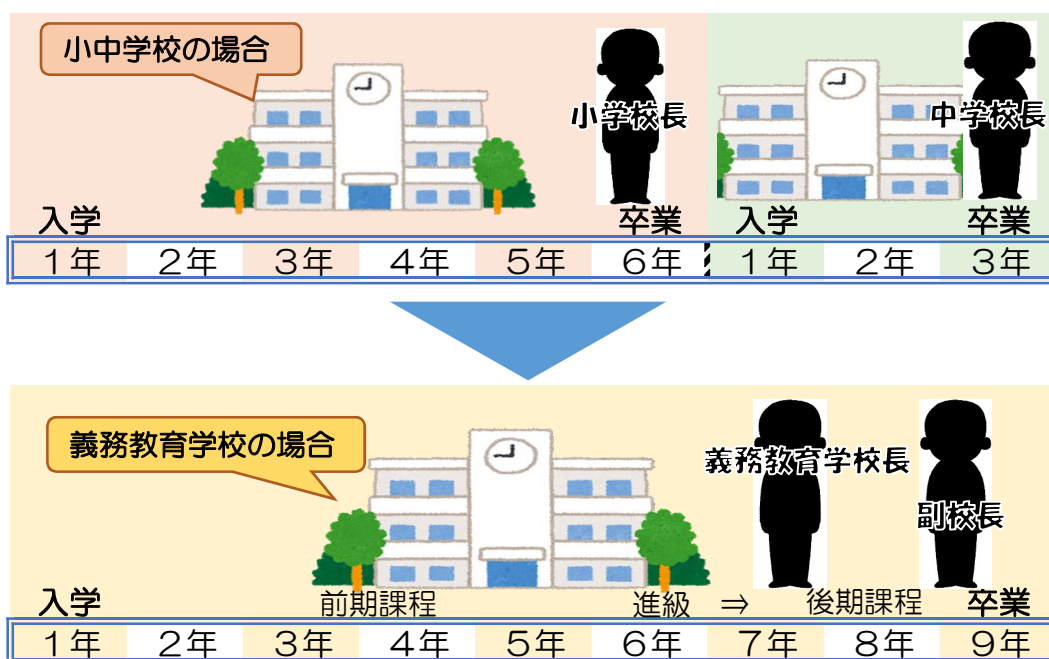 小中学校の場合
小学校長
中学校長
入学 卒業 入学 卒業
1年 2年 3年 4年 5年 6年 1年 2年 3年
義務教育学校の場合
義務教育学校長
副校長
入学 前期課程 進級 ⇒ 後期課程 卒業
1年 2年 3年 4年 5年 6年 7年 8年 9年